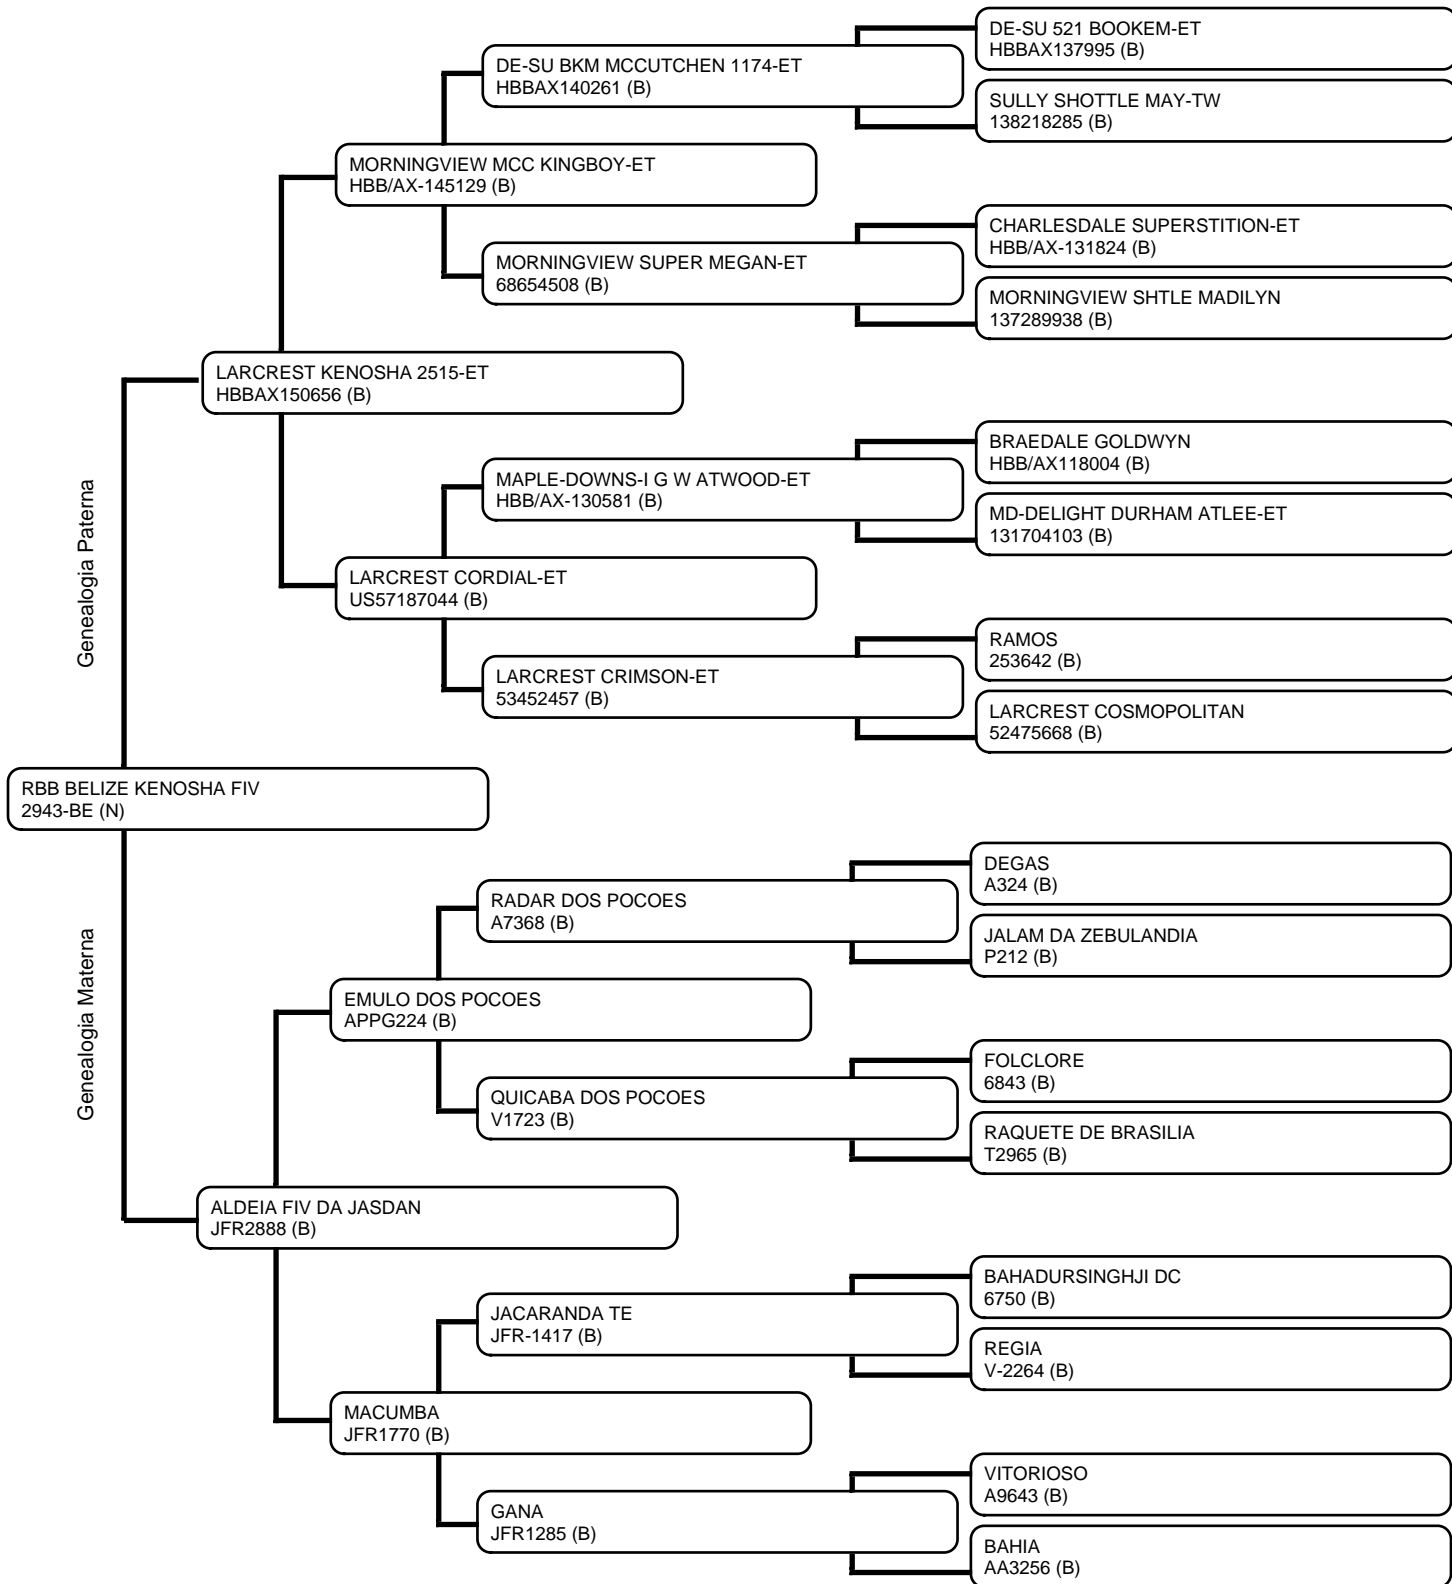 DE-SU 521 BOOKEM-ET
HBBAX137995 (B)
DE-SU BKM MCCUTCHEN 1174-ET
HBBAX140261 (B)
SULLY SHOTTLE MAY-TW
138218285 (B)
MORNINGVIEW MCC KINGBOY-ET
HBB/AX-145129 (B)
CHARLESDALE SUPERSTITION-ET
HBB/AX-131824 (B)
MORNINGVIEW SUPER MEGAN-ET
68654508 (B)
MORNINGVIEW SHTLE MADILYN
137289938 (B)
LARCREST KENOSHA 2515-ET
HBBAX150656 (B)
BRAEDALE GOLDWYN
HBB/AX118004 (B)
MAPLE-DOWNS-I G W ATWOOD-ET
HBB/AX-130581 (B)
MD-DELIGHT DURHAM ATLEE-ET
131704103 (B)
Genealogia Paterna
LARCREST CORDIAL-ET
US57187044 (B)
RAMOS
253642 (B)
LARCREST CRIMSON-ET
53452457 (B)
LARCREST COSMOPOLITAN
52475668 (B)
RBB BELIZE KENOSHA FIV
2943-BE (N)
DEGAS
A324 (B)
RADAR DOS POCOES
A7368 (B)
JALAM DA ZEBULANDIA
P212 (B)
Genealogia Materna
EMULO DOS POCOES
APPG224 (B)
FOLCLORE
6843 (B)
QUICABA DOS POCOES
V1723 (B)
RAQUETE DE BRASILIA
T2965 (B)
ALDEIA FIV DA JASDAN
JFR2888 (B)
BAHADURSINGHJI DC
6750 (B)
JACARANDA TE
JFR-1417 (B)
REGIA
V-2264 (B)
MACUMBA
JFR1770 (B)
VITORIOSO
A9643 (B)
GANA
JFR1285 (B)
BAHIA
AA3256 (B)